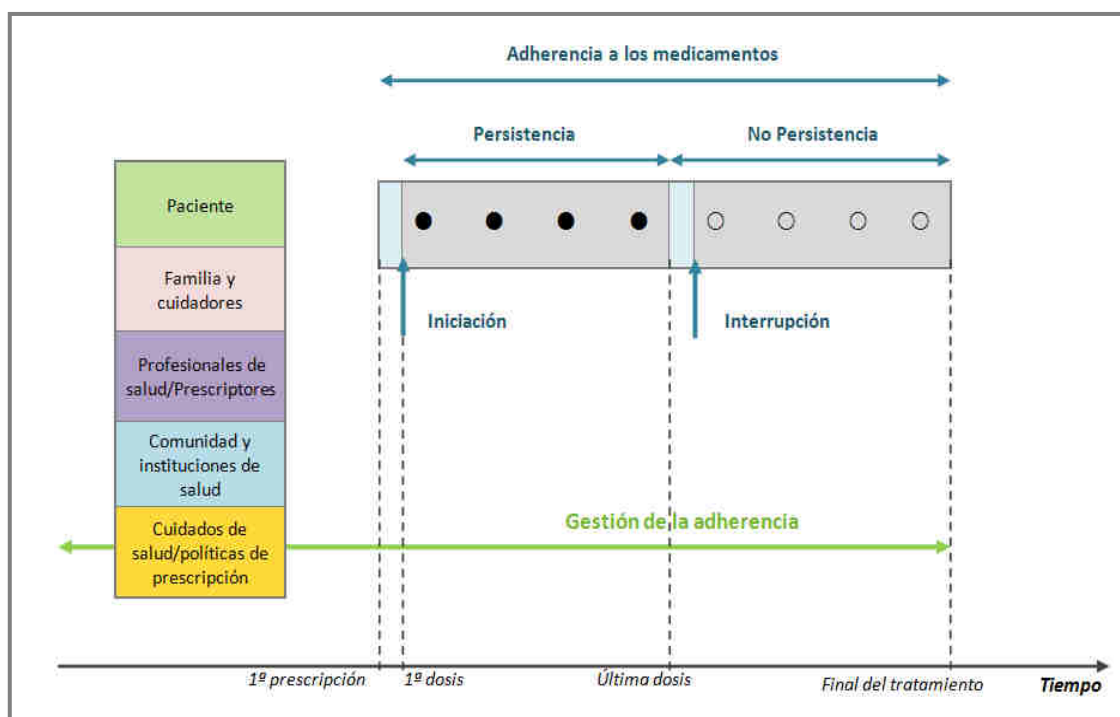 Adherencia a los medicamentos
Persistencia
No Persistencia
Paciente
Familia y
cuidadores
Iniciación
Interrupción
Profesionales de
salud/Prescriptores
Comunidad y
instituciones de
salud
Gestión de la adherencia
Cuidados de
salud/políticas de
prescripción
1ª prescripción
1ª dosis
Última dosis
Final del tratamiento
Tiempo